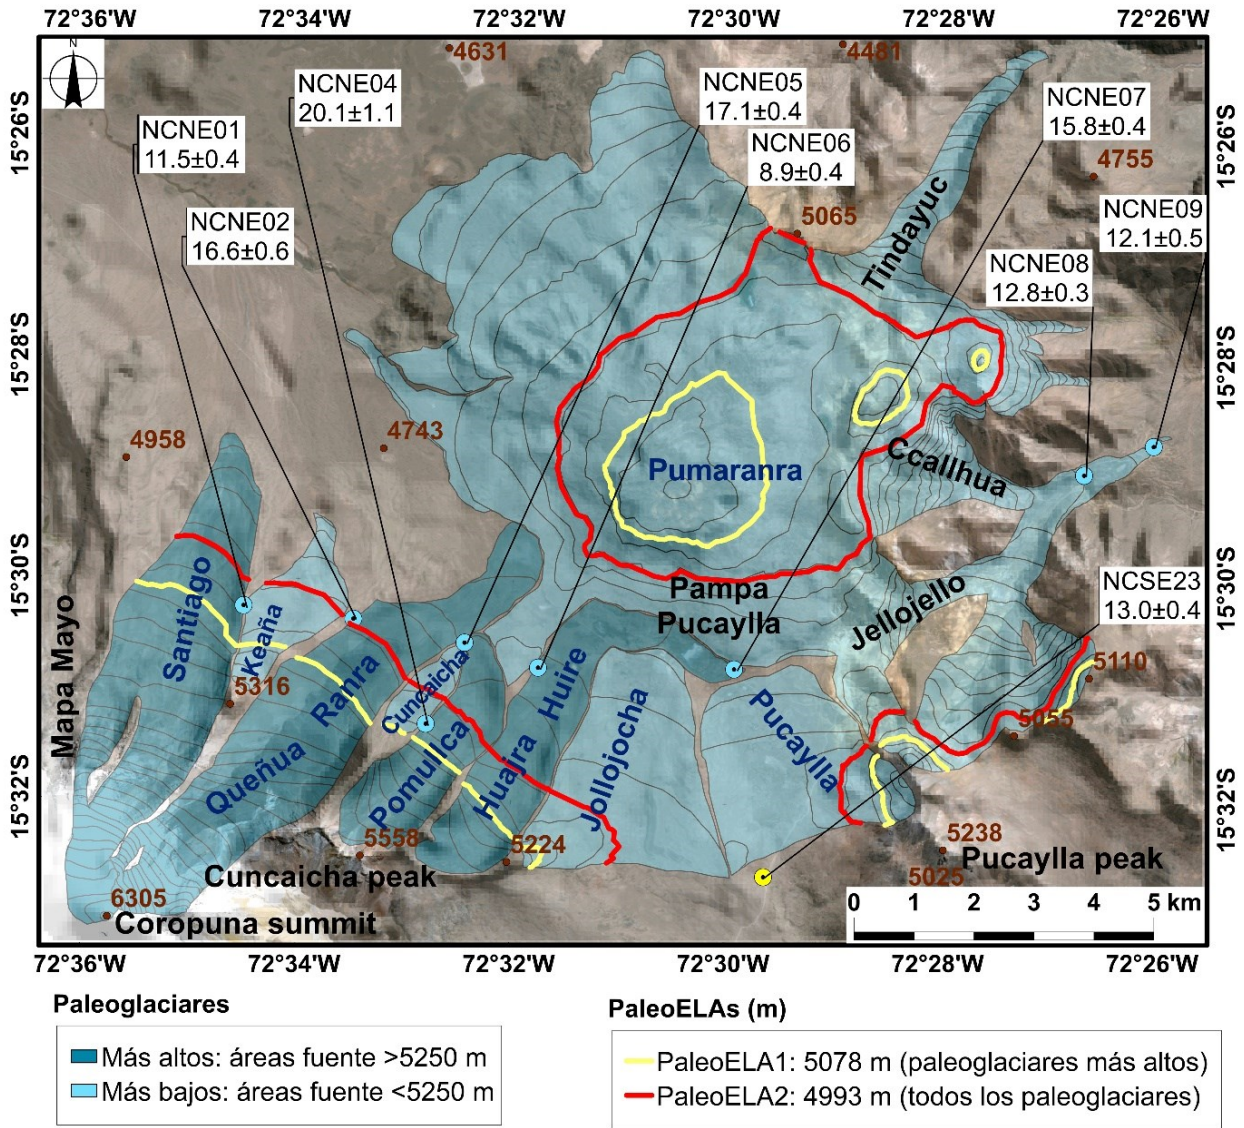 72°36'W 72°34'W 72°32'W 72°30'W 72°28'W 72°26'W
N
4631
4481
NCNE04
20.1±1.1
NCNE05
17.1±0.4
NCNE07
15.8±0.4
NCNE01
11.5±0.4
NCNE06
8.9±0.4
15°26'S
15°26'S
4755
NCNE02
16.6±0.6
NCNE09
12.1±0.5
5065
Tindayuc
NCNE08
12.8±0.3
15°28'S
15°28'S
4958
4743
Pumaranra
Ccallhua
15°30'S
15°30'S
Pampa
Pucaylla
Jellojello
NCSE23
13.0±0.4
Mapa Mayo
Santiago
Keaña
Queñua Ranra
Cuncaicha
Pomulica
Huajra Huire
Jollojocha
Pucaylla
5316
5110
5055
15°32'S
15°32'S
5558
5224
5238
Cuncaicha peak
Pucaylla peak
5025
6305
Coropuna summit
0 1 2 3 4 5 km
72°36'W 72°34'W 72°32'W 72°30'W 72°28'W 72°26'W
Paleoglaciares
Más altos: áreas fuente >5250 m
Más bajos: áreas fuente <5250 m
PaleoELAs (m)
PaleoELA1: 5078 m (paleoglaciares más altos)
PaleoELA2: 4993 m (todos los paleoglaciares)